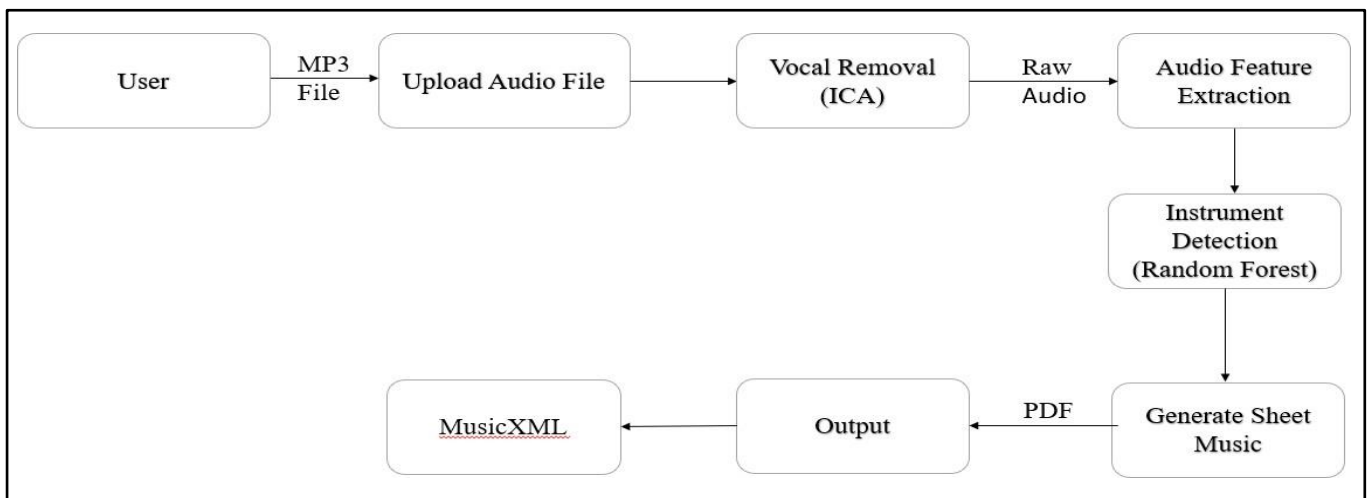 User
MP3
File
Upload Audio File
Vocal Removal
(ICA)
Raw
Audio
Audio Feature
Extraction
Instrument
Detection
(Random Forest)
Generate Sheet
Music
PDF
Output
MusicXML